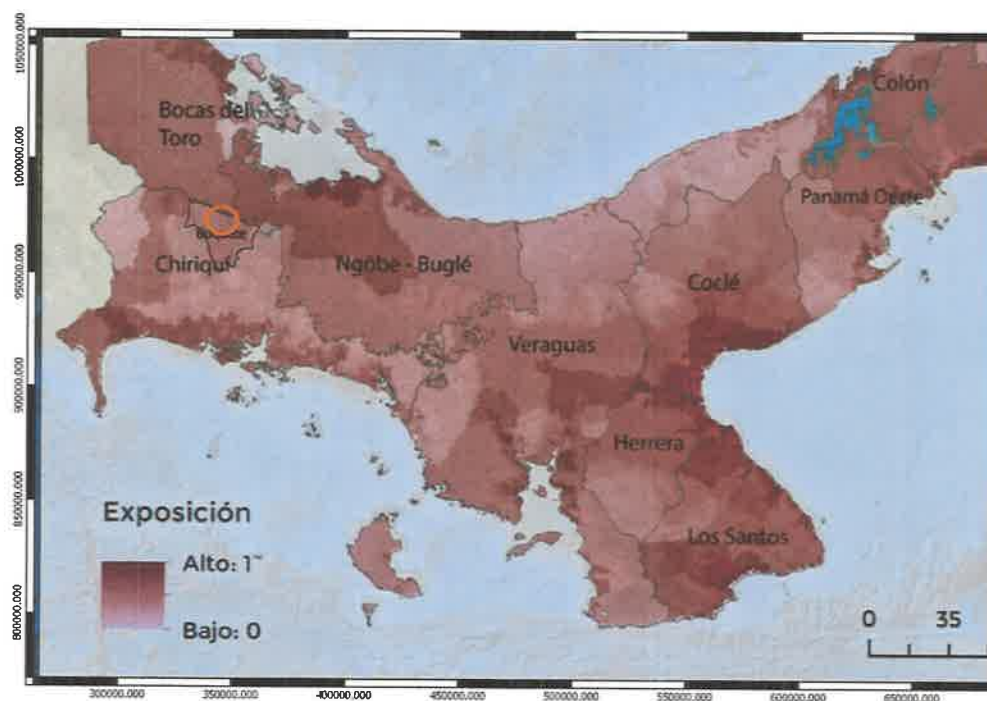 1050000.000
1000000.000
950000.000
900000.000
850000.000
800000.000
Bocas del
Toro
Colón
Panamá Oeste
Chiriquí
Ngöbe - Buglé
Coclé
Veraguas
Herrera
Los Santos
Exposición
Alto: 1
Bajo: 0
0 35
300000.000 350000.000 400000.000 450000.000 500000.000 550000.000 600000.000 650000.000